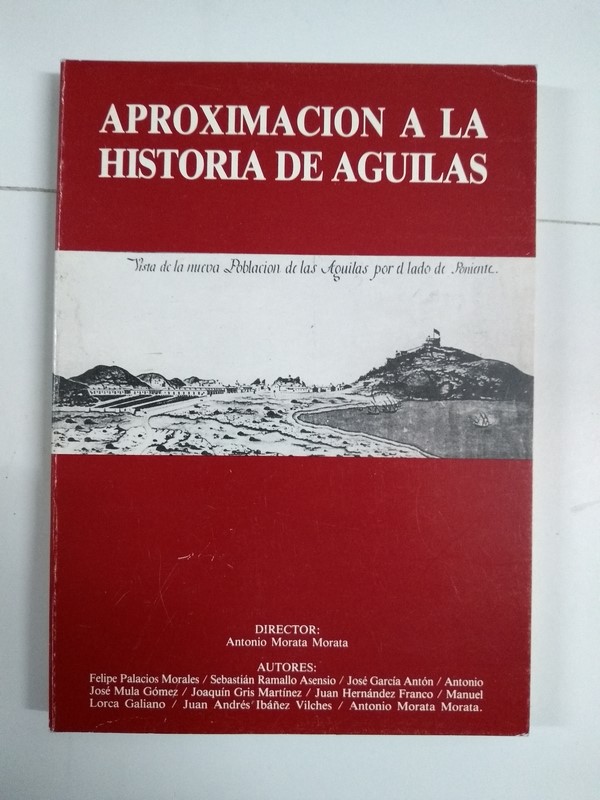 APROXIMACION A LA
HISTORIA DE AGUILAS
Vista de la nueva Poblacion de las Aguilas por el lado de Poniente.
DIRECTOR:
Antonio Morata Morata
AUTORES:
Felipe Palacios Morales / Sebastián Ramallo Asensio / José García Antón / Antonio
José Mula Gómez / Joaquín Gris Martínez / Juan Hernández Franco / Manuel
Lorca Galiano / Juan Andrés Ibáñez Vilches / Antonio Morata Morata.